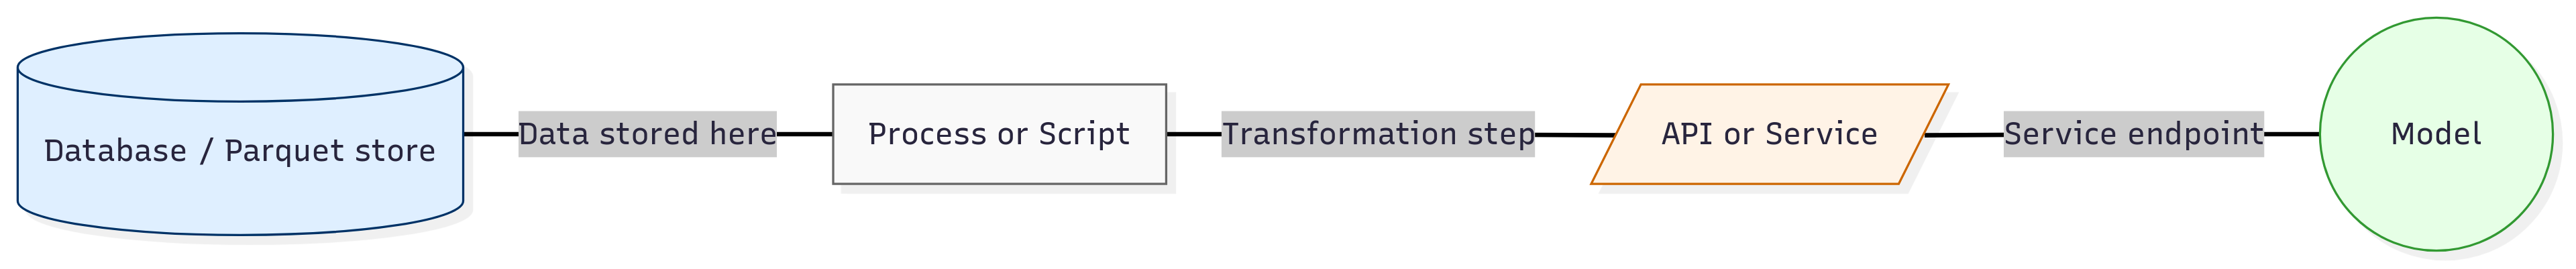 Database / Parquet store
Data stored here
Process or Script
Transformation step
API or Service
Service endpoint
Model